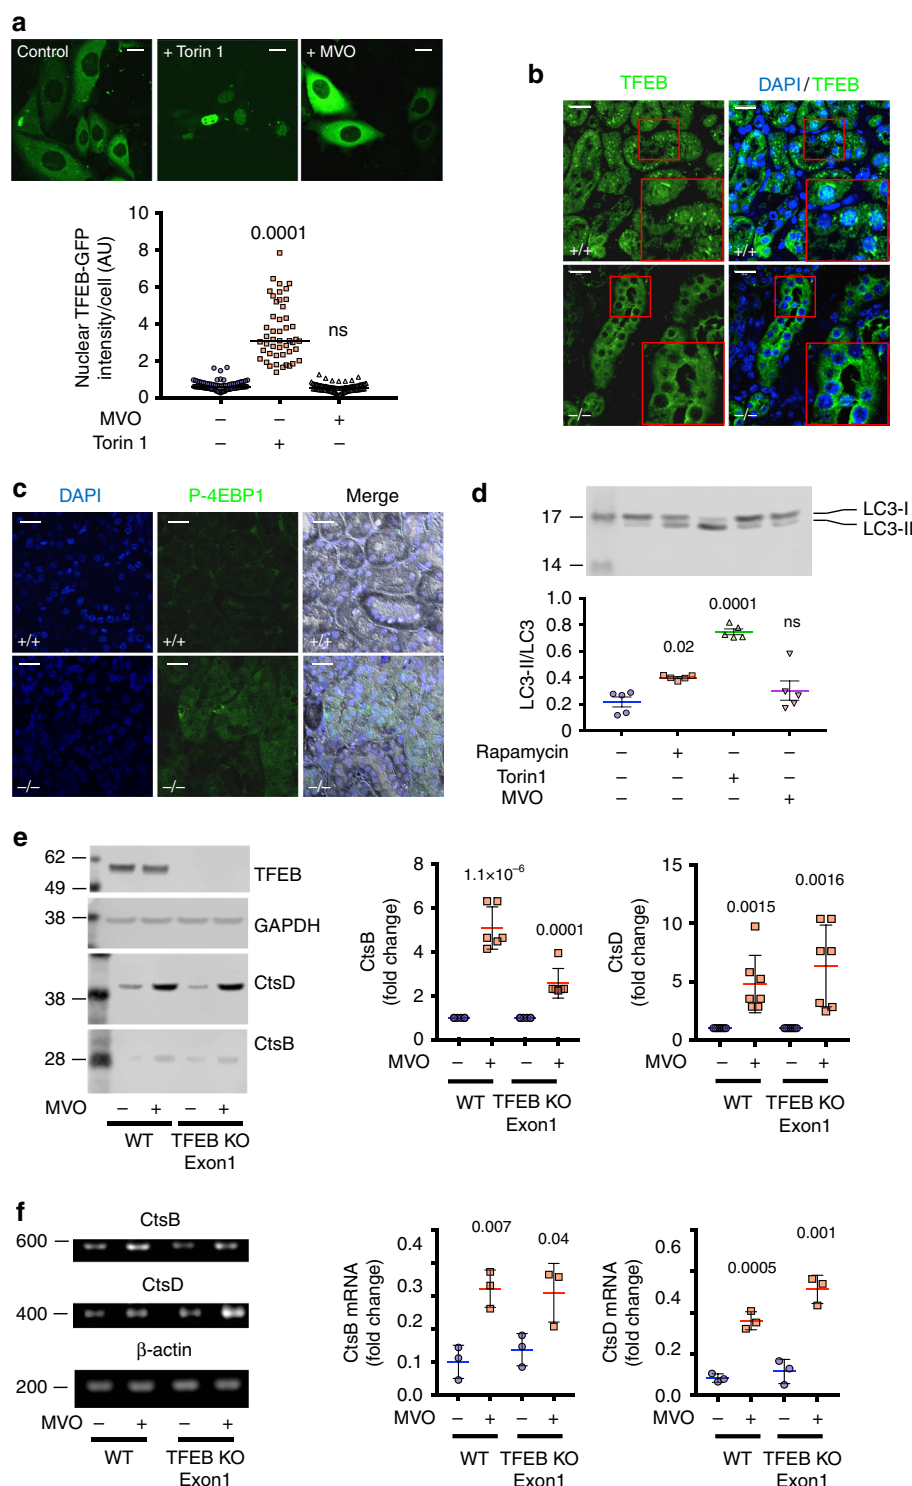 a
Control
+ Torin 1
+ MVO
Nuclear TFEB-GFP
intensity/cell (AU)
10
8
6
4
2
0
0.0001
ns
MVO – – +
Torin 1 – + –
b
TFEB
DAPI/TFEB
+/+
–/–
c
DAPI
P-4EBP1
Merge
+/+
+/+
–/–
–/–
d
17
14
LC3-I
LC3-II
LC3-II/LC3
1.0
0.8
0.6
0.4
0.2
0
0.02
0.0001
ns
Rapamycin – + – –
Torin1 – – + –
MVO – – – +
e
62
49
TFEB
38
GAPDH
38
CtsD
28
CtsB
MVO – + – +
WT
TFEB KO
Exon1
CtsB
(fold change)
8
6
4
2
0
1.1×10⁻⁶
0.0001
MVO – + – +
WT
TFEB KO
Exon1
CtsD
(fold change)
15
10
5
0
0.0015
0.0016
MVO – + – +
WT
TFEB KO
Exon1
f
CtsB
600
CtsD
400
β-actin
200
MVO – + – +
WT
TFEB KO
Exon1
CtsB mRNA
(fold change)
0.4
0.3
0.2
0.1
0.0
0.007
0.04
MVO – + – +
WT
TFEB KO
Exon1
CtsD mRNA
(fold change)
0.6
0.4
0.2
0.0
0.0005
0.001
MVO – + – +
WT
TFEB KO
Exon1